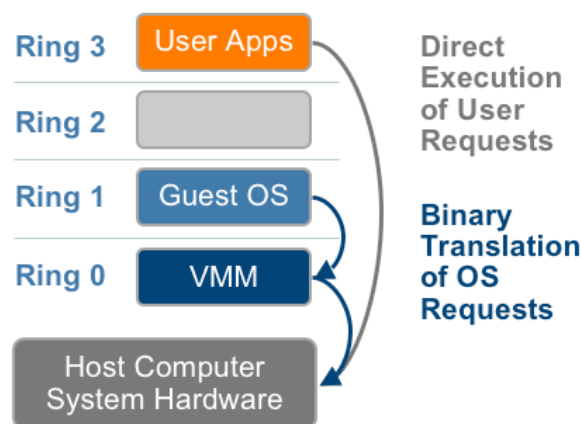 Ring 3
User Apps
Ring 2
Ring 1
Guest OS
Ring 0
VMM
Host Computer
System Hardware
Direct
Execution
of User
Requests
Binary
Translation
of OS
Requests